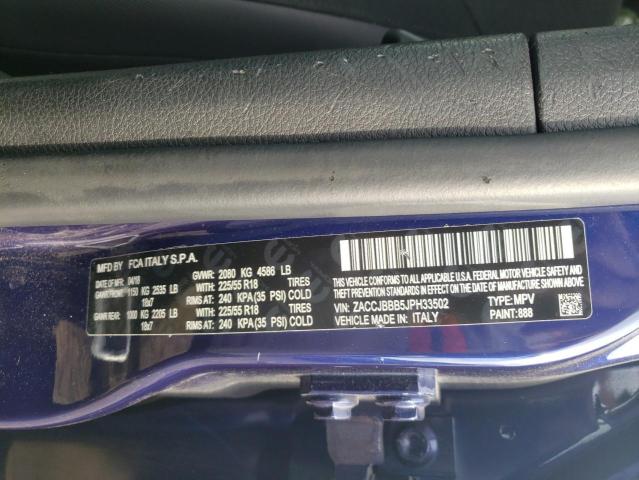 MFD BY FCA ITALY S.P.A.
DATE OF MFR 04/18 GVWR: 2080 KG 4586 LB
GAWR FRONT: 1150 KG 2535 LB WITH: 225/55 R18 TIRES
18x7 RIMS AT: 240 KPA(35 PSI) COLD
GAWR REAR: 1000 KG 2205 LB WITH: 225/55 R18 TIRES
18x7 RIMS AT: 240 KPA(35 PSI) COLD
THIS VEHICLE CONFORMS TO ALL APPLICABLE U.S.A.
FEDERAL MOTOR VEHICLE SAFETY, BUMPER, AND
THEFT PREVENTION STANDARDS IN EFFECT ON THE
DATE OF MANUFACTURE SHOWN ABOVE.
VIN: ZACCJBBB5JPH33502 TYPE: MPV
VEHICLE MADE IN: ITALY PAINT: 888